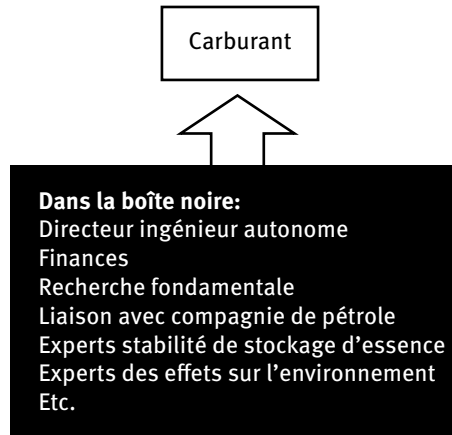 Carburant
Dans la boîte noire:
Directeur ingénieur autonome
Finances
Recherche fondamentale
Liaison avec compagnie de pétrole
Experts stabilité de stockage d’essence
Experts des effets sur l’environnement
Etc.